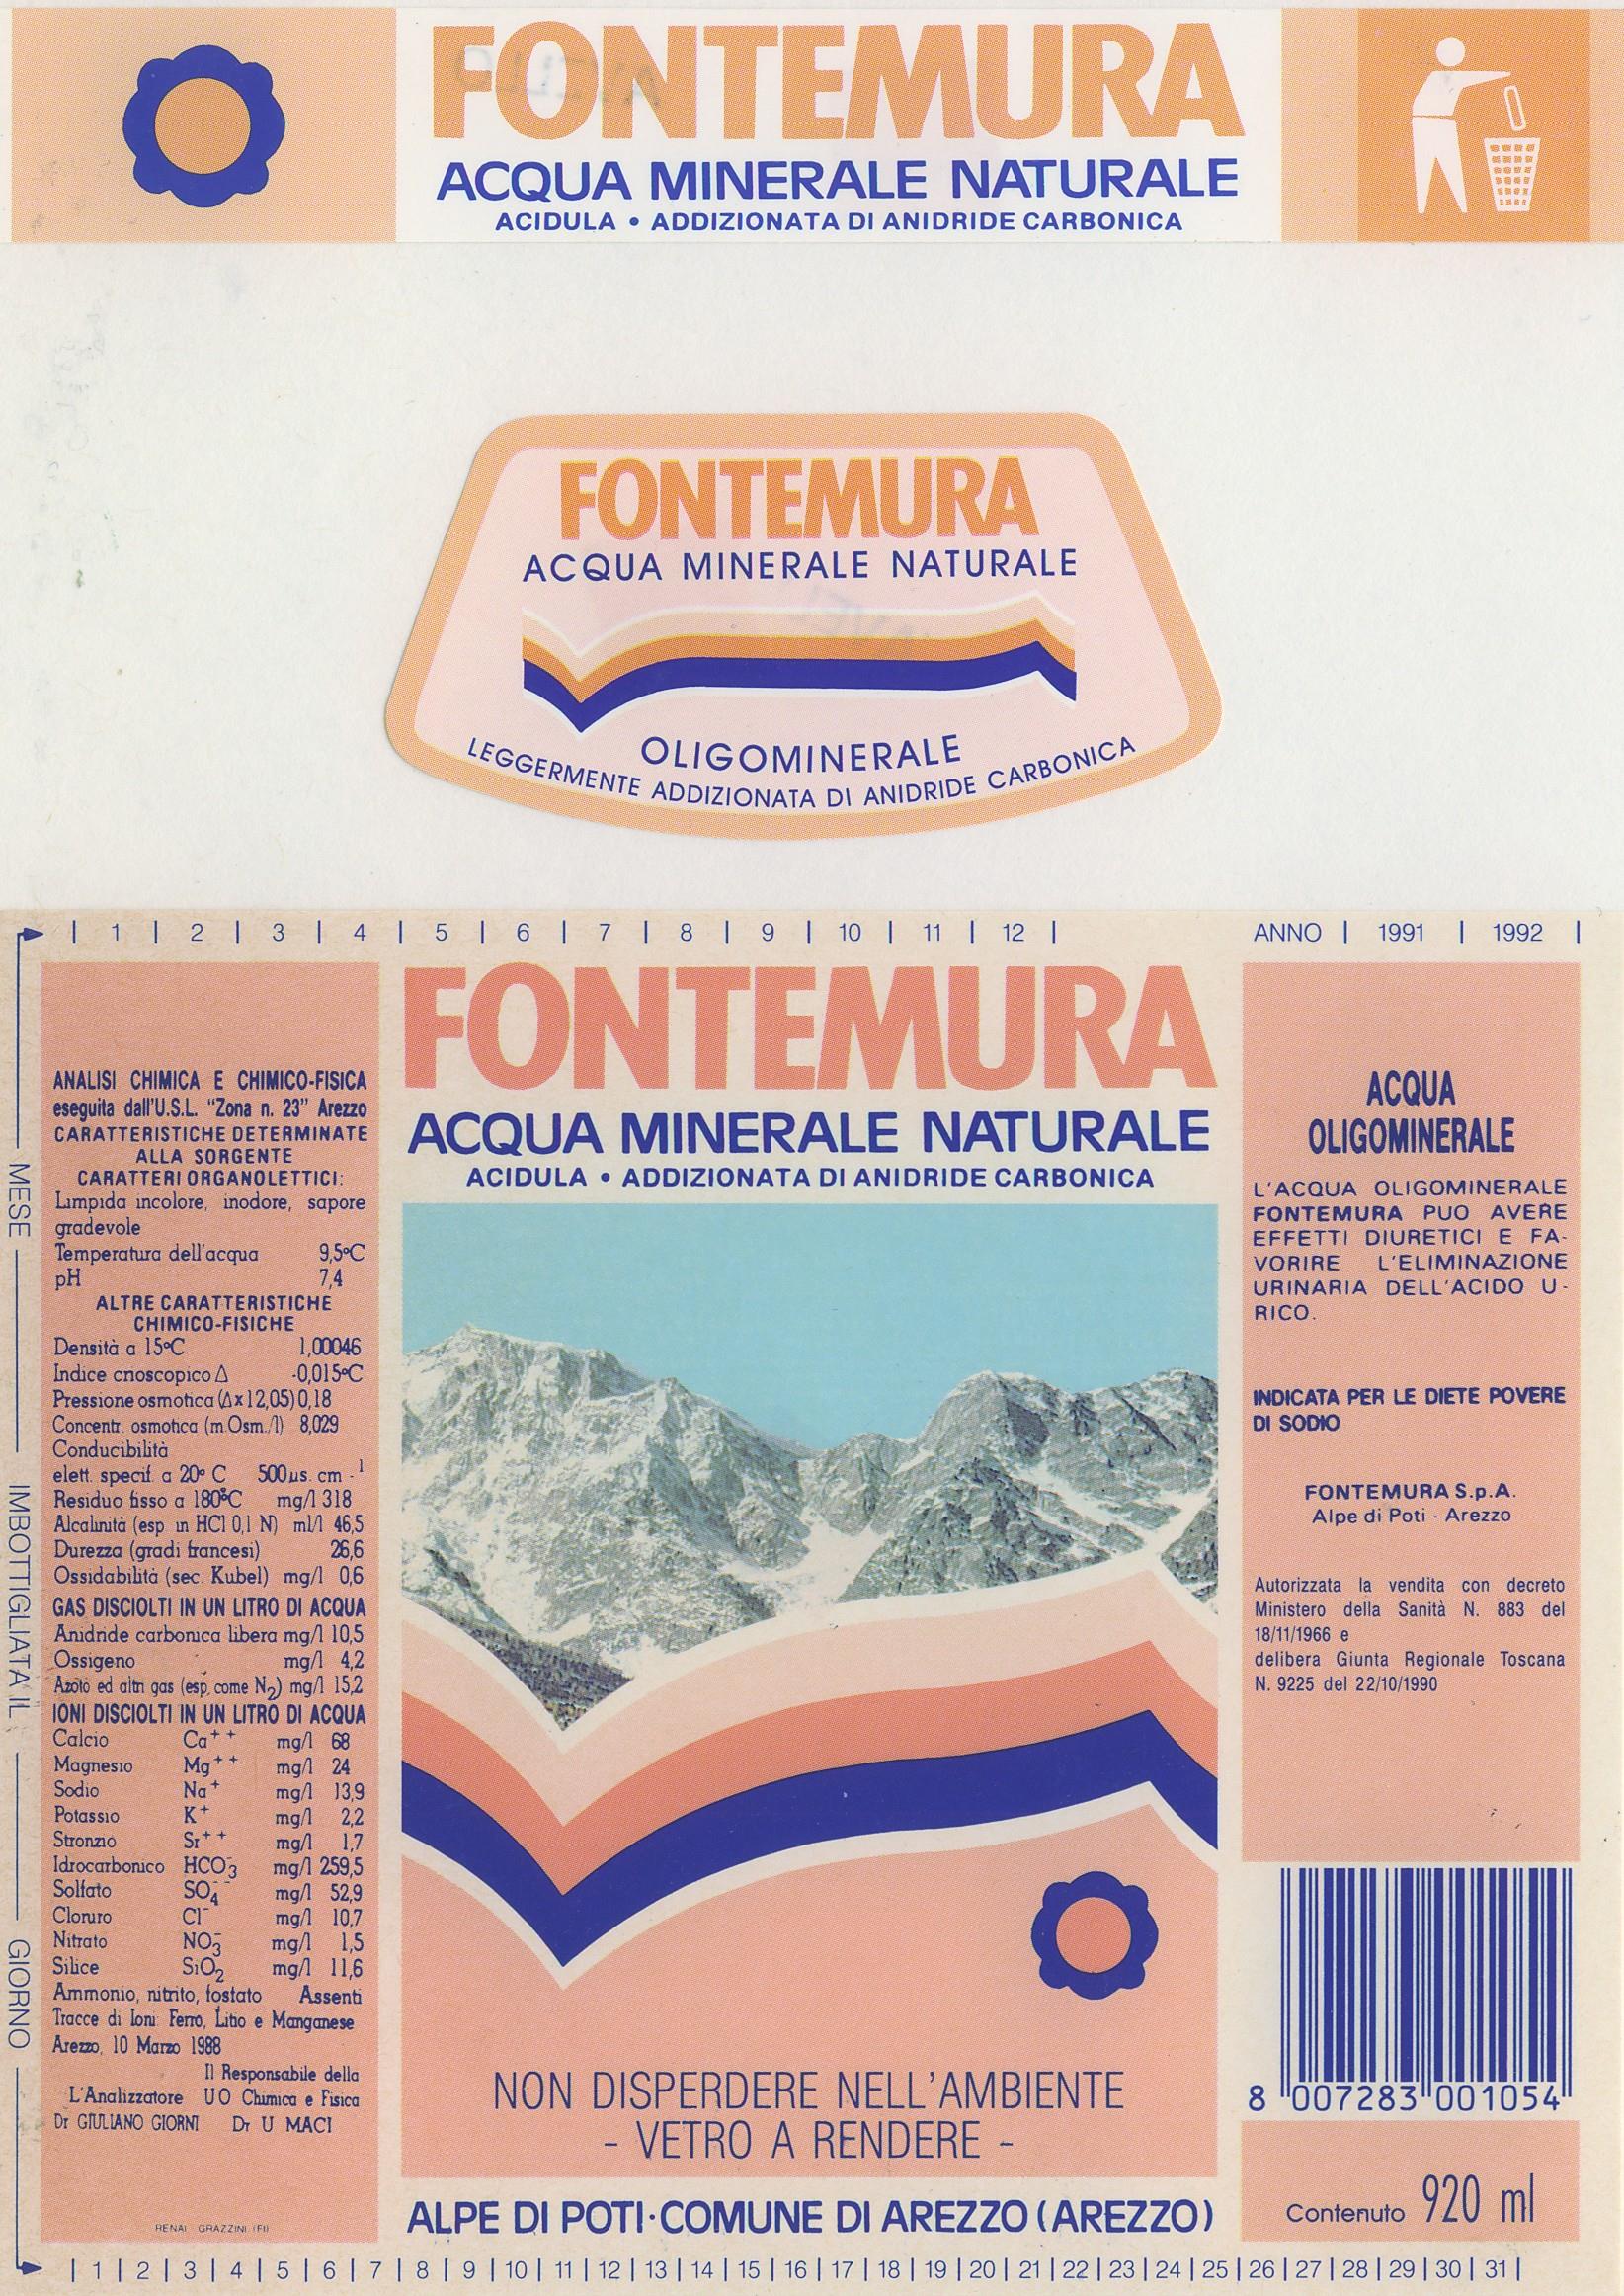 FONTEMURA
ACQUA MINERALE NATURALE
ACIDULA • ADDIZIONATA DI ANIDRIDE CARBONICA
FONTEMURA
ACQUA MINERALE NATURALE
OLIGOMINERALE
LEGGERMENTE ADDIZIONATA DI ANIDRIDE CARBONICA
| 1 | 2 | 3 | 4 | 5 | 6 | 7 | 8 | 9 | 10 | 11 | 12 |
ANNO | 1991 | 1992 |
MESE
IMBOTTIGLIATA IL
GIORNO
ANALISI CHIMICA E CHIMICO-FISICA
eseguita dall'U.S.L. "Zona n. 23" Arezzo
CARATTERISTICHE DETERMINATE
ALLA SORGENTE
CARATTERI ORGANOLETTICI:
Limpida incolore, inodore, sapore
gradevole
Temperatura dell'acqua 9,5°C
pH 7,4
ALTRE CARATTERISTICHE
CHIMICO-FISICHE
Densità a 15°C 1,00046
Indice crioscopico Δ -0,015°C
Pressione osmotica (Δx12,05) 0,18
Concentr. osmotica (m.Osm./l) 8,029
Conducibilità
elett. specif. a 20° C 500µs. cm -1
Residuo fisso a 180°C mg/l 318
Alcalinità (esp in HCl 0,1 N) ml/l 46,5
Durezza (gradi francesi) 26,6
Ossidabilità (sec. Kubel) mg/l 0,6
GAS DISCIOLTI IN UN LITRO DI ACQUA
Anidride carbonica libera mg/l 10,5
Ossigeno mg/l 4,2
Azoto ed altri gas (esp. come N2) mg/l 15,2
IONI DISCIOLTI IN UN LITRO DI ACQUA
Calcio Ca++ mg/l 68
Magnesio Mg++ mg/l 24
Sodio Na+ mg/l 13,9
Potassio K+ mg/l 2,2
Stronzio Sr++ mg/l 1,7
Idrocarbonico HCO3- mg/l 259,5
Solfato SO4-- mg/l 52,9
Cloruro Cl- mg/l 10,7
Nitrato NO3- mg/l 1,5
Silice SiO2 mg/l 11,6
Ammonio, nitrito, fosfato Assenti
Tracce di Ioni: Ferro, Litio e Manganese
Arezzo, 10 Marzo 1988
Il Responsabile della
L'Analizzatore U O Chimica e Fisica
Dr GIULIANO GIORNI Dr U MACI
RENAI GRAZZINI (FI)
FONTEMURA
ACQUA MINERALE NATURALE
ACIDULA • ADDIZIONATA DI ANIDRIDE CARBONICA
NON DISPERDERE NELL'AMBIENTE
- VETRO A RENDERE -
ALPE DI POTI·COMUNE DI AREZZO (AREZZO)
ACQUA
OLIGOMINERALE
L'ACQUA OLIGOMINERALE
FONTEMURA PUO AVERE
EFFETTI DIURETICI E FA-
VORIRE L'ELIMINAZIONE
URINARIA DELL'ACIDO U-
RICO.
INDICATA PER LE DIETE POVERE
DI SODIO
FONTEMURA S.p.A.
Alpe di Poti - Arezzo
Autorizzata la vendita con decreto
Ministero della Sanità N. 883 del
18/11/1966 e
delibera Giunta Regionale Toscana
N. 9225 del 22/10/1990
8 007283 001054
Contenuto 920 ml
| 1 | 2 | 3 | 4 | 5 | 6 | 7 | 8 | 9 | 10 | 11 | 12 | 13 | 14 | 15 | 16 | 17 | 18 | 19 | 20 | 21 | 22 | 23 | 24 | 25 | 26 | 27 | 28 | 29 | 30 | 31 |